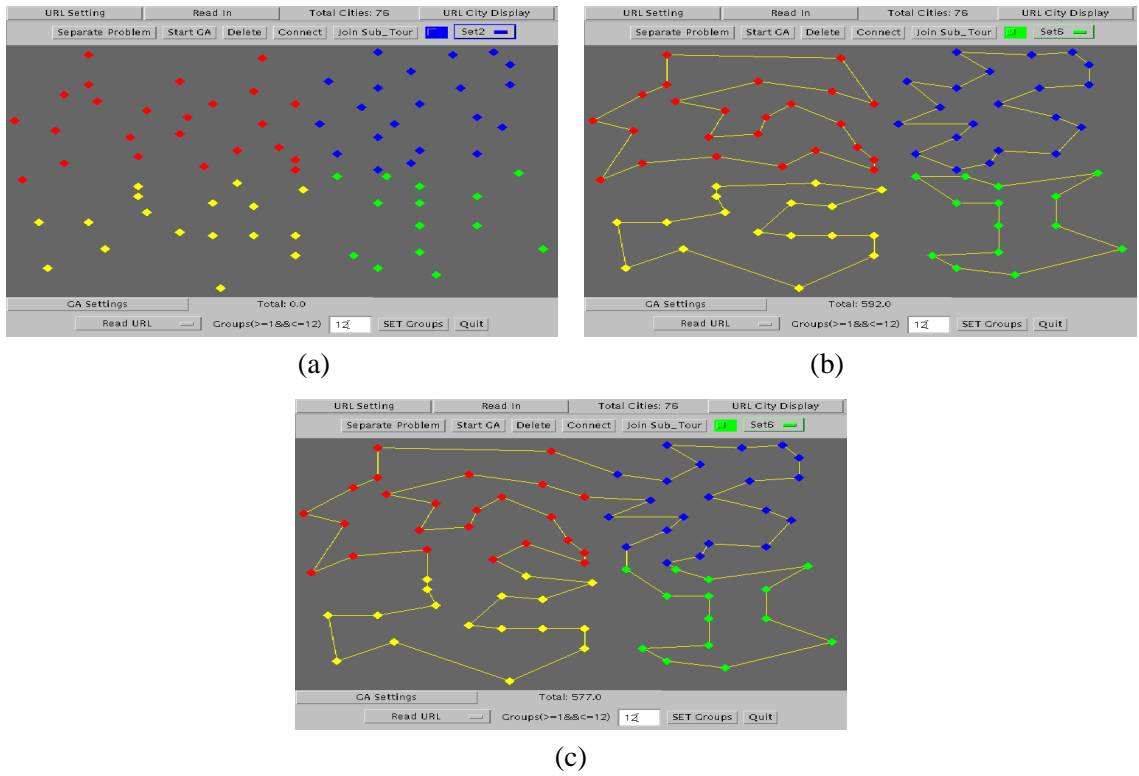 URL Setting Read In Total Cities: 76 URL City Display
Separate Problem Start GA Delete Connect Join Sub_Tour Set2
GA Settings Total: 0.0
Read URL Groups(>=1&&<=12) 12 SET Groups Quit
(a)
URL Setting Read In Total Cities: 76 URL City Display
Separate Problem Start GA Delete Connect Join Sub_Tour Set6
GA Settings Total: 592.0
Read URL Groups(>=1&&<=12) 12 SET Groups Quit
(b)
URL Setting Read In Total Cities: 76 URL City Display
Separate Problem Start GA Delete Connect Join Sub_Tour Set6
GA Settings Total: 577.0
Read URL Groups(>=1&&<=12) 12 SET Groups Quit
(c)